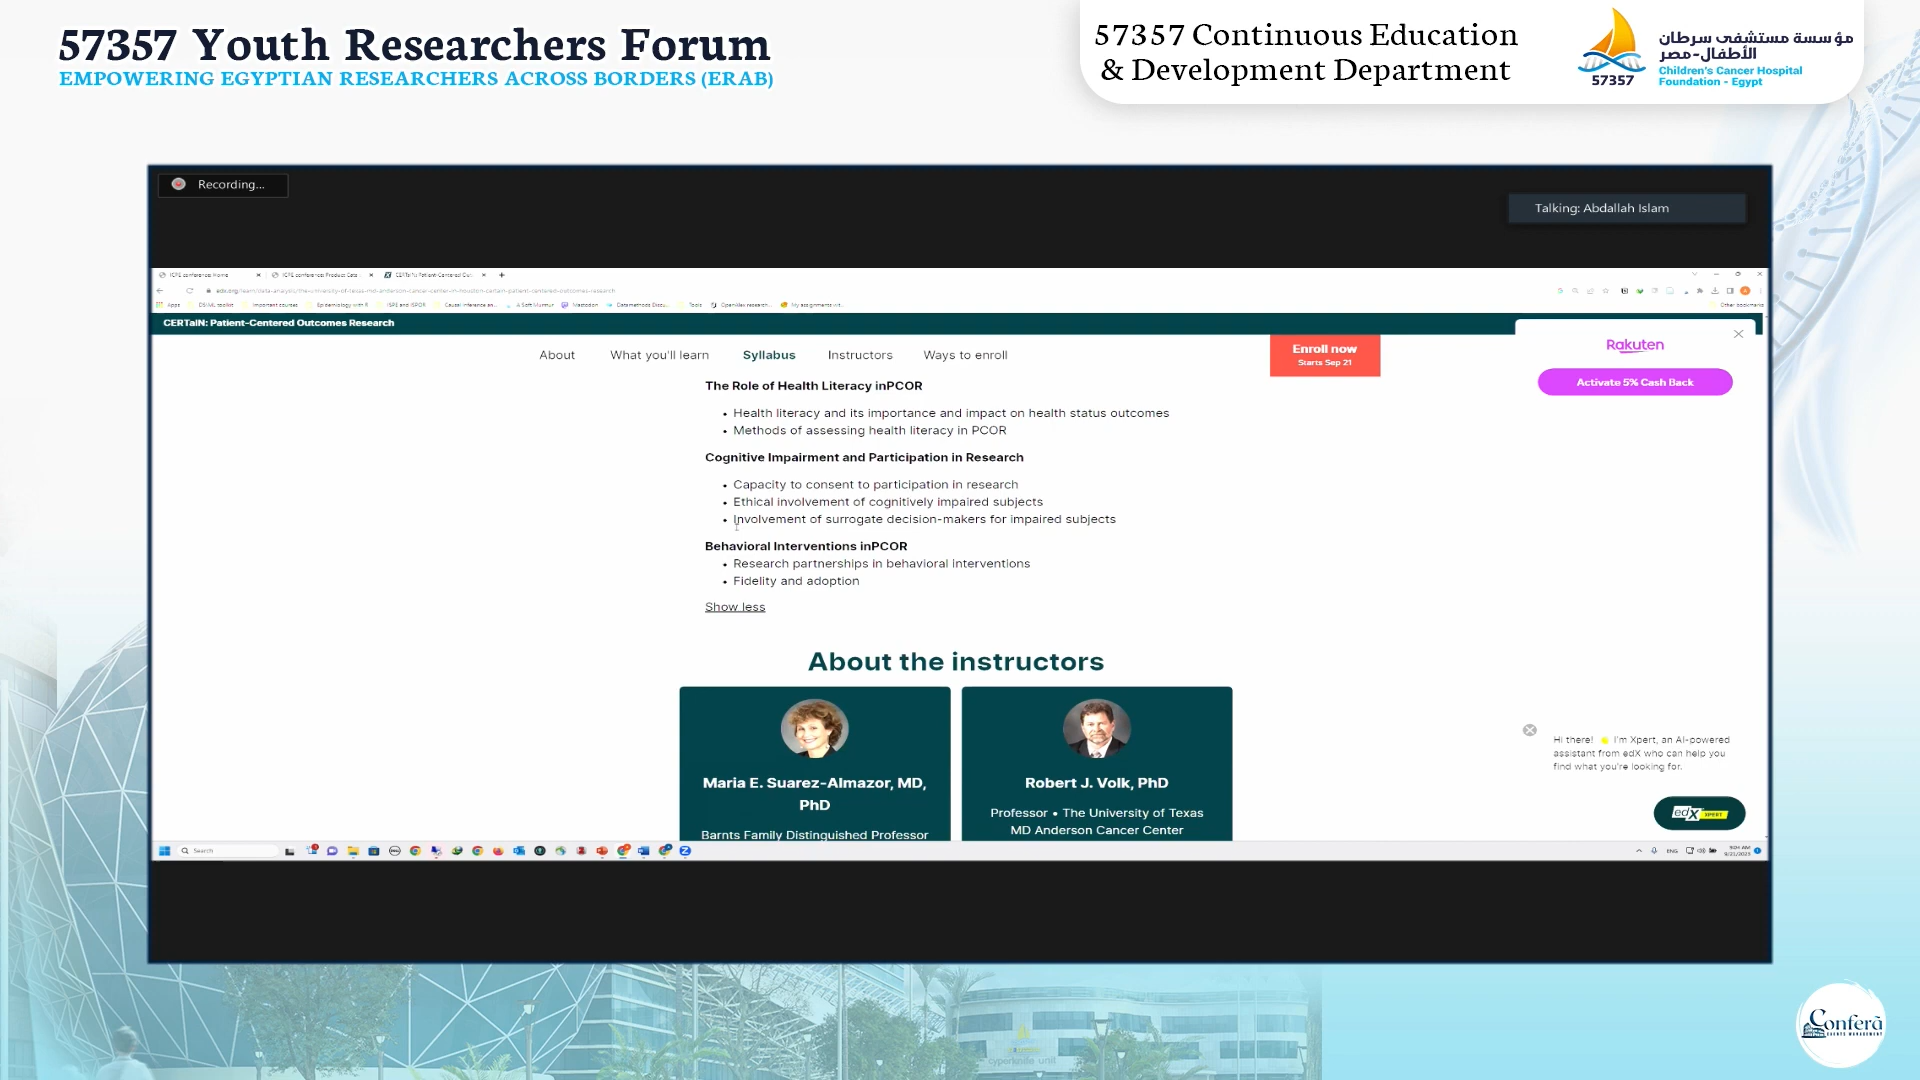 57357 Youth Researchers Forum
EMPOWERING EGYPTIAN RESEARCHERS ACROSS BORDERS (ERAB)
57357 Continuous Education
& Development Department
57357
مؤسسة مستشفى سرطان
الأطفال-مصر
Children's Cancer Hospital
Foundation - Egypt
Recording...
Talking: Abdallah Islam
CERTaIN: Patient-Centered Outcomes Research
About What you'll learn Syllabus Instructors Ways to enroll
Enroll now
Starts Sep 21
Rakuten
Activate 5% Cash Back
The Role of Health Literacy inPCOR
• Health literacy and its importance and impact on health status outcomes
• Methods of assessing health literacy in PCOR
Cognitive Impairment and Participation in Research
• Capacity to consent to participation in research
• Ethical involvement of cognitively impaired subjects
• Involvement of surrogate decision-makers for impaired subjects
Behavioral Interventions inPCOR
• Research partnerships in behavioral interventions
• Fidelity and adoption
Show less
About the instructors
Maria E. Suarez-Almazor, MD,
PhD
Barnts Family Distinguished Professor
Robert J. Volk, PhD
Professor • The University of Texas
MD Anderson Cancer Center
Hi there! I'm Xpert, an AI-powered
assistant from edX who can help you
find what you're looking for.
edX XPERT
Search
cyperknife unit
Conferā
EVENTS MANAGEMENT